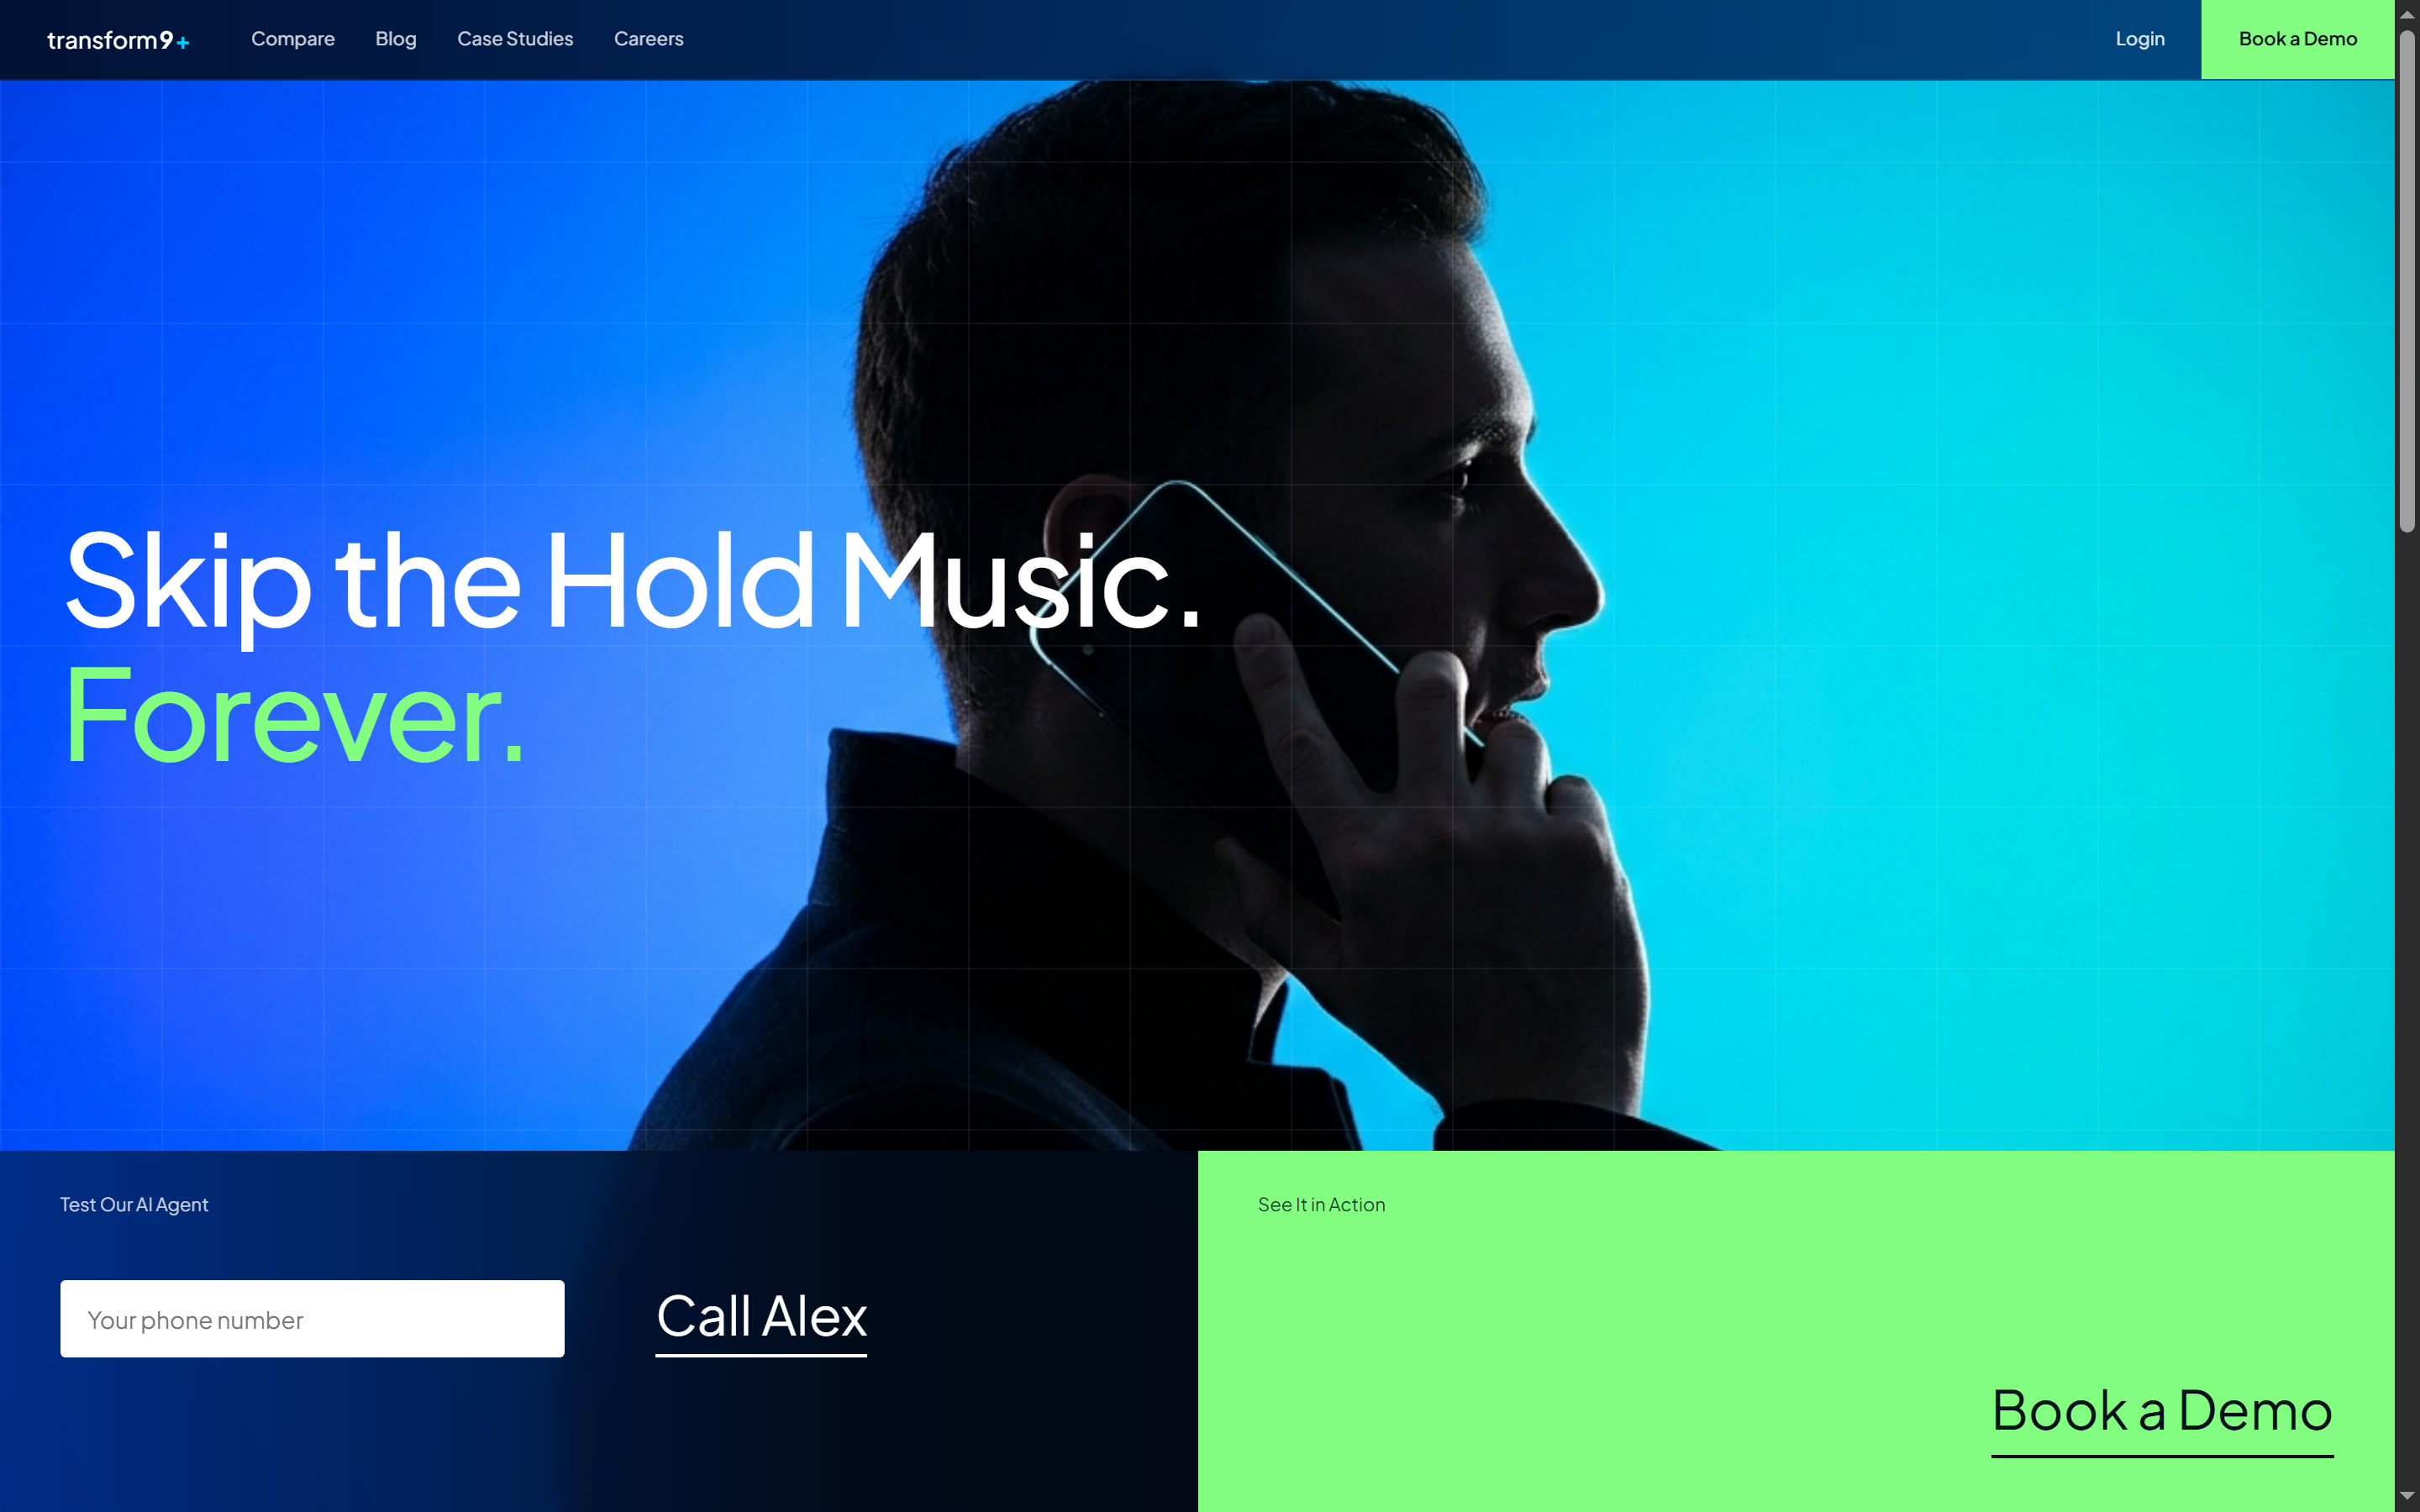 transform9+
Compare
Blog
Case Studies
Careers
Login
Book a Demo
Skip the Hold Music.
Forever.
Test Our AI Agent
Your phone number
Call Alex
See It in Action
Book a Demo